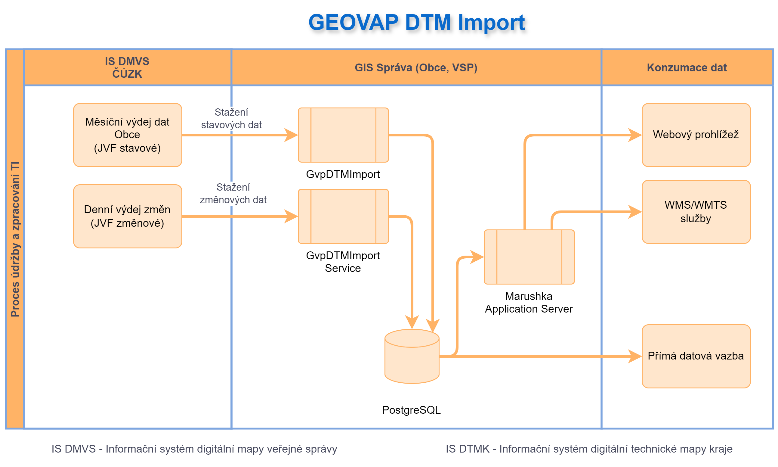 GEOVAP DTM Import
IS DMVS
ČÚZK
GIS Správa (Obce, VSP)
Konzumace dat
Proces údržby a zpracování TI
Měsíční výdej dat
Obce
(JVF stavové)
Stažení
stavových dat
GvpDTMImport
Webový prohlížeč
Denní výdej změn
(JVF změnové)
Stažení
změnových dat
GvpDTMImport
Service
WMS/WMTS
služby
Marushka
Application Server
PostgreSQL
Přímá datová vazba
IS DMVS - Informační systém digitální mapy veřejné správy
IS DTMK - Informační systém digitální technické mapy kraje